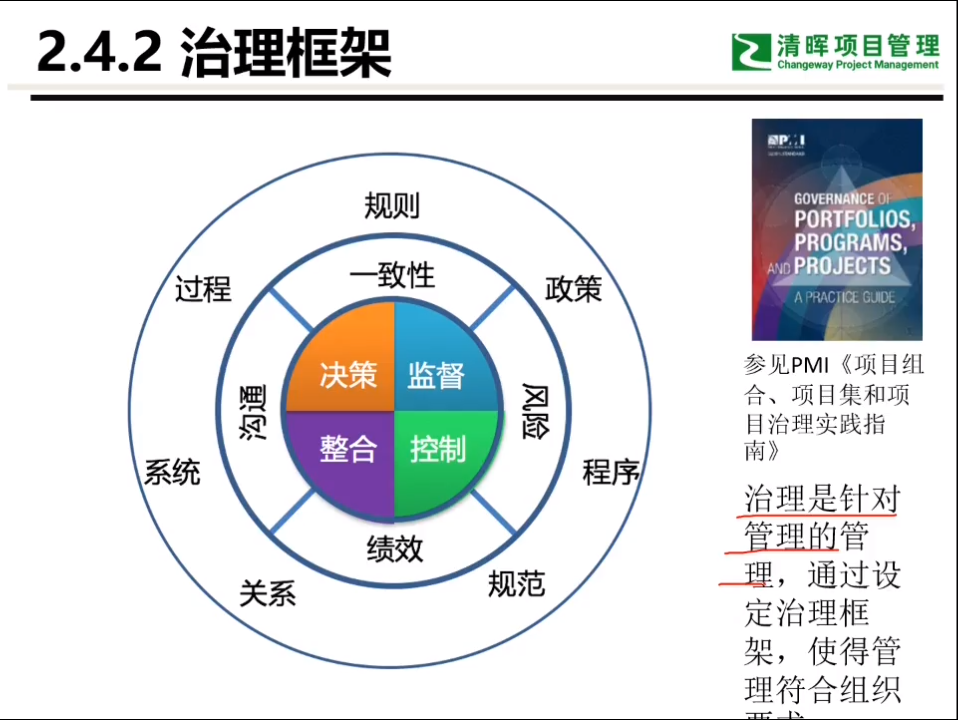 2.4.2 治理框架
清晖项目管理
Changeway Project Management
规则
过程
一致性
政策
决策
监督
沟通
风险
整合
控制
系统
程序
绩效
关系
规范
PMI
GOVERNANCE OF
PORTFOLIOS,
PROGRAMS,
AND PROJECTS
A PRACTICE GUIDE
参见PMI《项目组
合、项目集和项
目治理实践指
南》
治理是针对
管理的管
理，通过设
定治理框
架，使得管
理符合组织